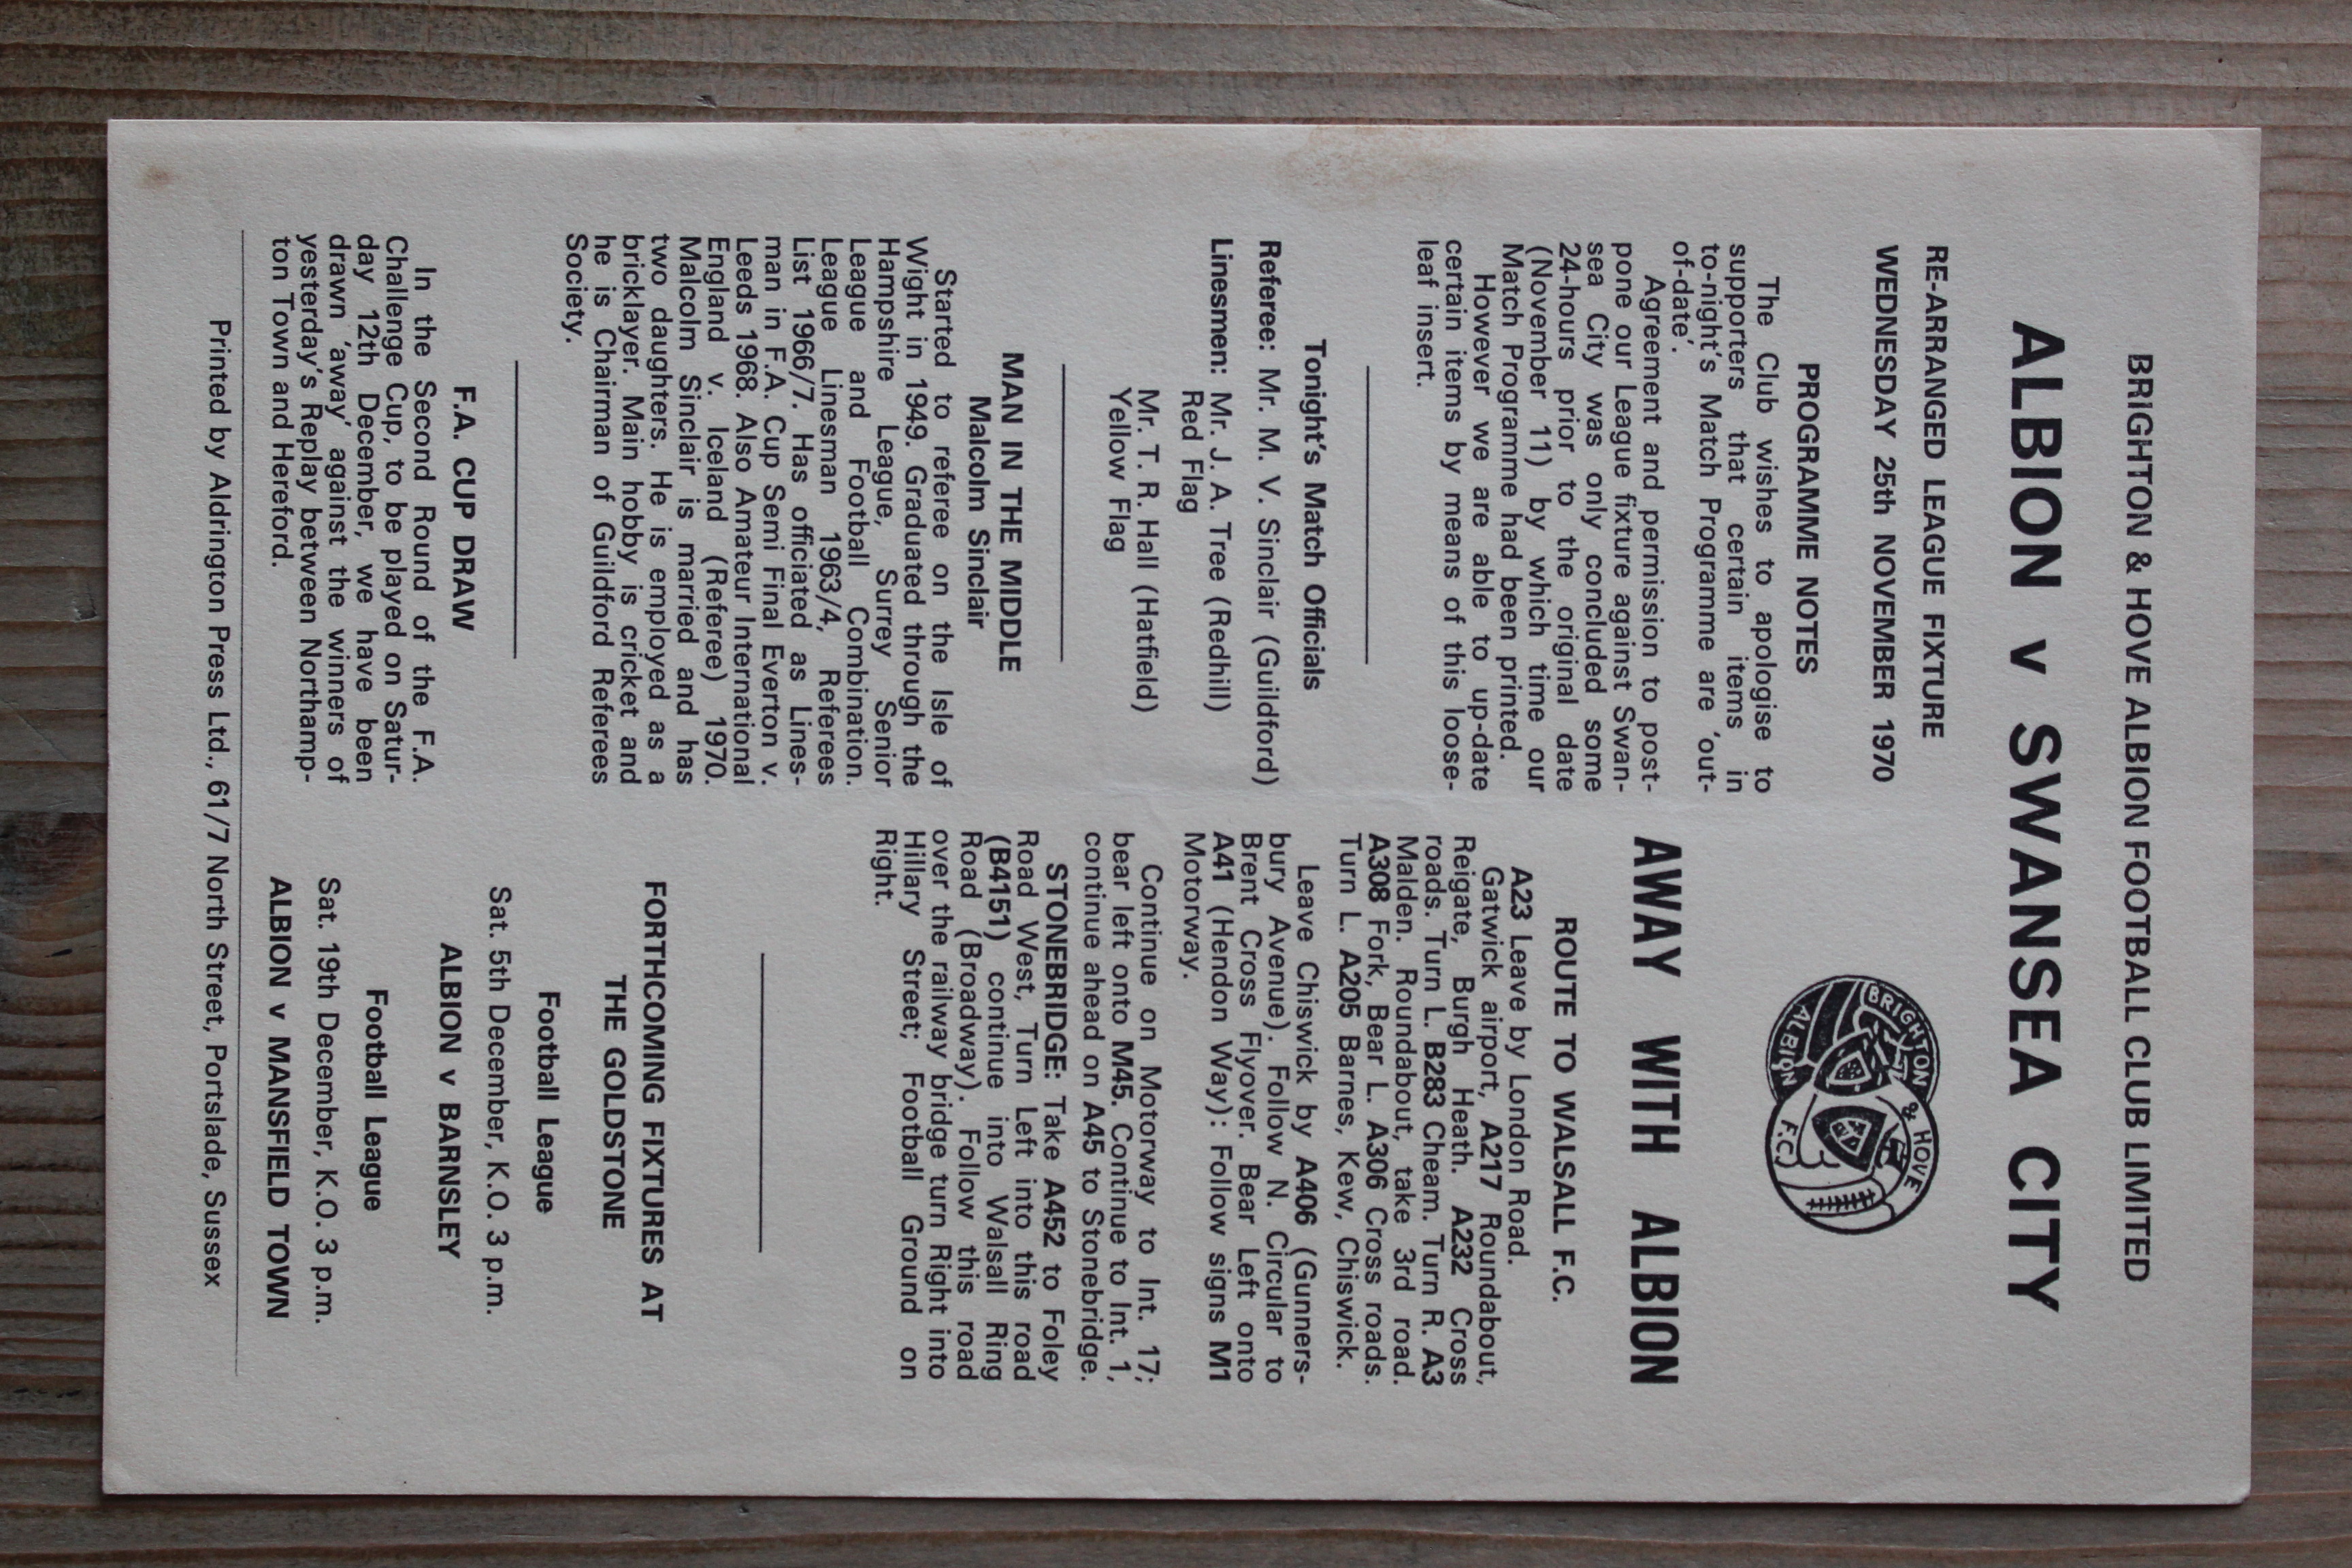 BRIGHTON & HOVE ALBION FOOTBALL CLUB LIMITED
ALBION v SWANSEA CITY
RE-ARRANGED LEAGUE FIXTURE
WEDNESDAY 25th NOVEMBER 1970
PROGRAMME NOTES
The Club wishes to apologise to
supporters that certain items in
to-night's Match Programme are 'out-
of-date'.
Agreement and permission to post-
pone our League fixture against Swan-
sea City was only concluded some
24-hours prior to the original date
(November 11) by which time our
Match Programme had been printed.
However we are able to up-date
certain items by means of this loose-
leaf insert.
Tonight's Match Officials
Referee: Mr. M. V. Sinclair (Guildford)
Linesmen: Mr. J. A. Tree (Redhill)
Red Flag
Mr. T. R. Hall (Hatfield)
Yellow Flag
MAN IN THE MIDDLE
Malcolm Sinclair
Started to referee on the Isle of
Wight in 1949. Graduated through the
Hampshire League, Surrey Senior
League and Football Combination.
League Linesman 1963/4, Referees
List 1966/7. Has officiated as Lines-
man in F.A. Cup Semi Final Everton v.
Leeds 1968. Also Amateur International
England v. Iceland (Referee) 1970.
Malcolm Sinclair is married and has
two daughters. He is employed as a
bricklayer. Main hobby is cricket and
he is Chairman of Guildford Referees
Society.
F.A. CUP DRAW
In the Second Round of the F.A.
Challenge Cup, to be played on Satur-
day 12th December, we have been
drawn 'away' against the winners of
yesterday's Replay between Northamp-
ton Town and Hereford.
BRIGHTON & HOVE
ALBION F.C.
AWAY WITH ALBION
ROUTE TO WALSALL F.C.
A23 Leave by London Road.
Gatwick airport, A217 Roundabout,
Reigate, Burgh Heath. A232 Cross
roads. Turn L. B283 Cheam. Turn R. A3
Malden. Roundabout, take 3rd road.
A308 Fork, Bear L. A306 Cross roads.
Turn L. A205 Barnes, Kew, Chiswick.
Leave Chiswick by A406 (Gunners-
bury Avenue). Follow N. Circular to
Brent Cross Flyover. Bear Left onto
A41 (Hendon Way): Follow signs M1
Motorway.
Continue on Motorway to Int. 17;
bear left onto M45. Continue to Int. 1,
continue ahead on A45 to Stonebridge.
STONEBRIDGE: Take A452 to Foley
Road West, Turn Left into this road
(B4151) continue into Walsall Ring
Road (Broadway). Follow this road
over the railway bridge turn Right into
Hillary Street; Football Ground on
Right.
FORTHCOMING FIXTURES AT
THE GOLDSTONE
Football League
Sat. 5th December, K.O. 3 p.m.
ALBION v BARNSLEY
Football League
Sat. 19th December, K.O. 3 p.m.
ALBION v MANSFIELD TOWN
Printed by Aldrington Press Ltd., 61/7 North Street, Portslade, Sussex